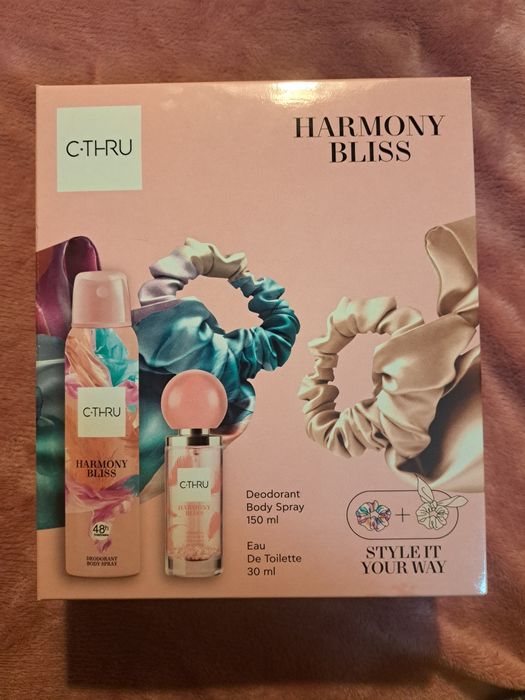 C·THRU
HARMONY
BLISS
C·THRU
HARMONY
BLISS
48h
DEODORANT
BODY SPRAY
C·THRU
HARMONY
BLISS
Deodorant
Body Spray
150 ml
Eau
De Toilette
30 ml
+
STYLE IT
YOUR WAY